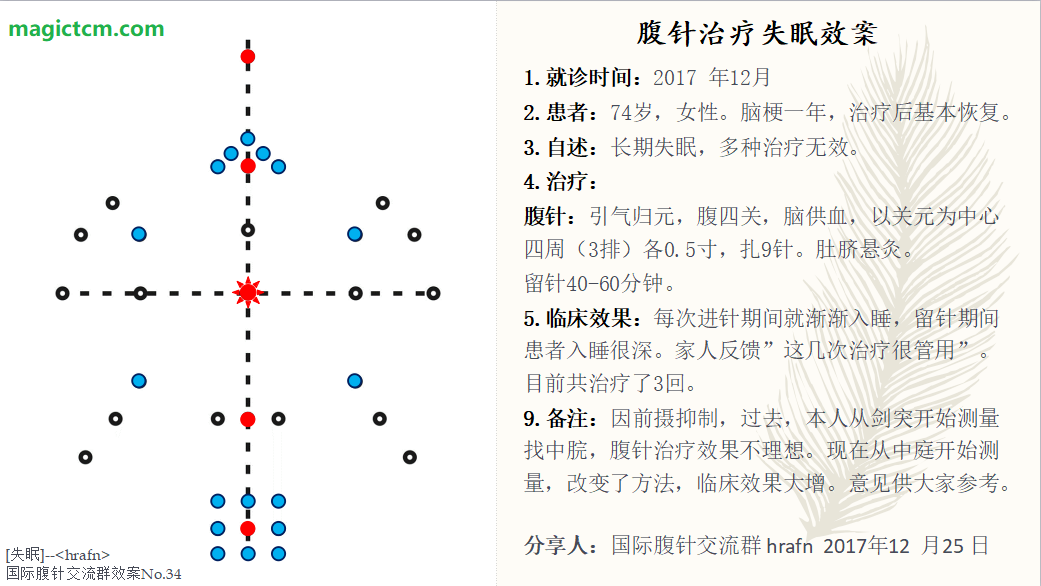 magictcm.com
腹针治疗失眠效案
1.就诊时间：2017 年12月
2.患者：74岁，女性。脑梗一年，治疗后基本恢复。
3.自述：长期失眠，多种治疗无效。
4.治疗：
腹针：引气归元，腹四关，脑供血，以关元为中心
四周（3排）各0.5寸，扎9针。肚脐悬灸。
留针40-60分钟。
5.临床效果：每次进针期间就渐渐入睡，留针期间
患者入睡很深。家人反馈”这几次治疗很管用”。
目前共治疗了3回。
9.备注：因前摄抑制，过去，本人从剑突开始测量
找中脘，腹针治疗效果不理想。现在从中庭开始测
量，改变了方法，临床效果大增。意见供大家参考。
分享人：国际腹针交流群 hrafn 2017年12 月25 日
[失眠]--<hrafn>
国际腹针交流群效案No.34